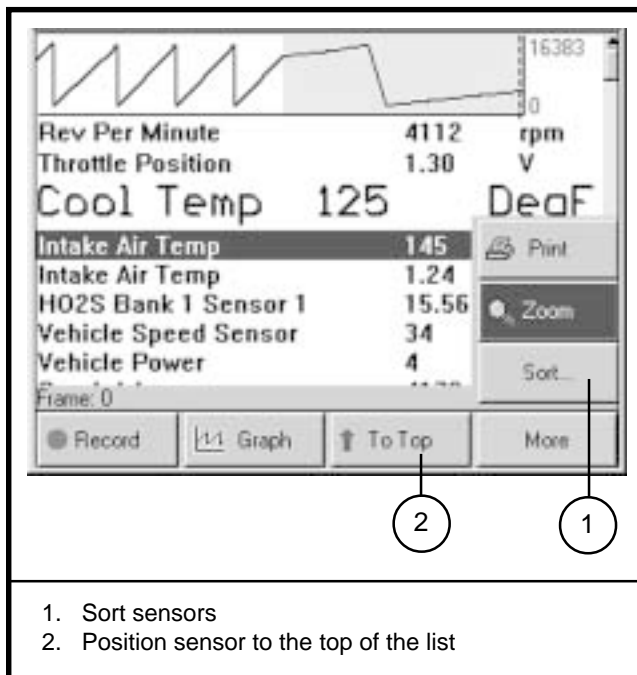 16383
0
Rev Per Minute 4112 rpm
Throttle Position 1.30 V
Cool Temp 125 DegF
Intake Air Temp 145
Intake Air Temp 1.24
HO2S Bank 1 Sensor 1 15.56
Vehicle Speed Sensor 34
Vehicle Power 4
Print
Zoom
Sort...
Frame: 0
Record Graph To Top More
2 1
1. Sort sensors
2. Position sensor to the top of the list